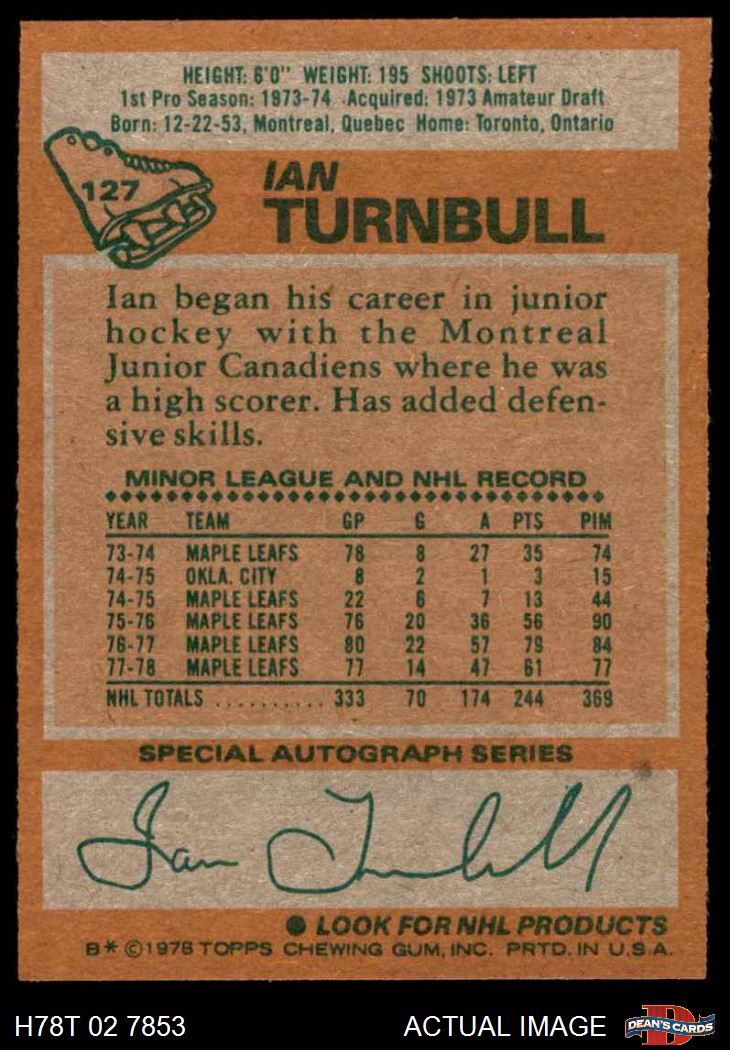 HEIGHT: 6'0" WEIGHT: 195 SHOOTS: LEFT
1st Pro Season: 1973-74 Acquired: 1973 Amateur Draft
Born: 12-22-53, Montreal, Quebec Home: Toronto, Ontario
127
IAN
TURNBULL
Ian began his career in junior
hockey with the Montreal
Junior Canadiens where he was
a high scorer. Has added defen-
sive skills.
MINOR LEAGUE AND NHL RECORD
YEAR TEAM GP G A PTS PIM
73-74 MAPLE LEAFS 78 8 27 35 74
74-75 OKLA. CITY 8 2 1 3 15
74-75 MAPLE LEAFS 22 6 7 13 44
75-76 MAPLE LEAFS 76 20 36 56 90
76-77 MAPLE LEAFS 80 22 57 79 84
77-78 MAPLE LEAFS 77 14 47 61 77
NHL TOTALS .......... 333 70 174 244 369
SPECIAL AUTOGRAPH SERIES
Ian Turnbull
● LOOK FOR NHL PRODUCTS
B* ©1978 TOPPS CHEWING GUM, INC. PRTD. IN U.S.A.
H78T 02 7853 ACTUAL IMAGE
DEAN'S CARDS